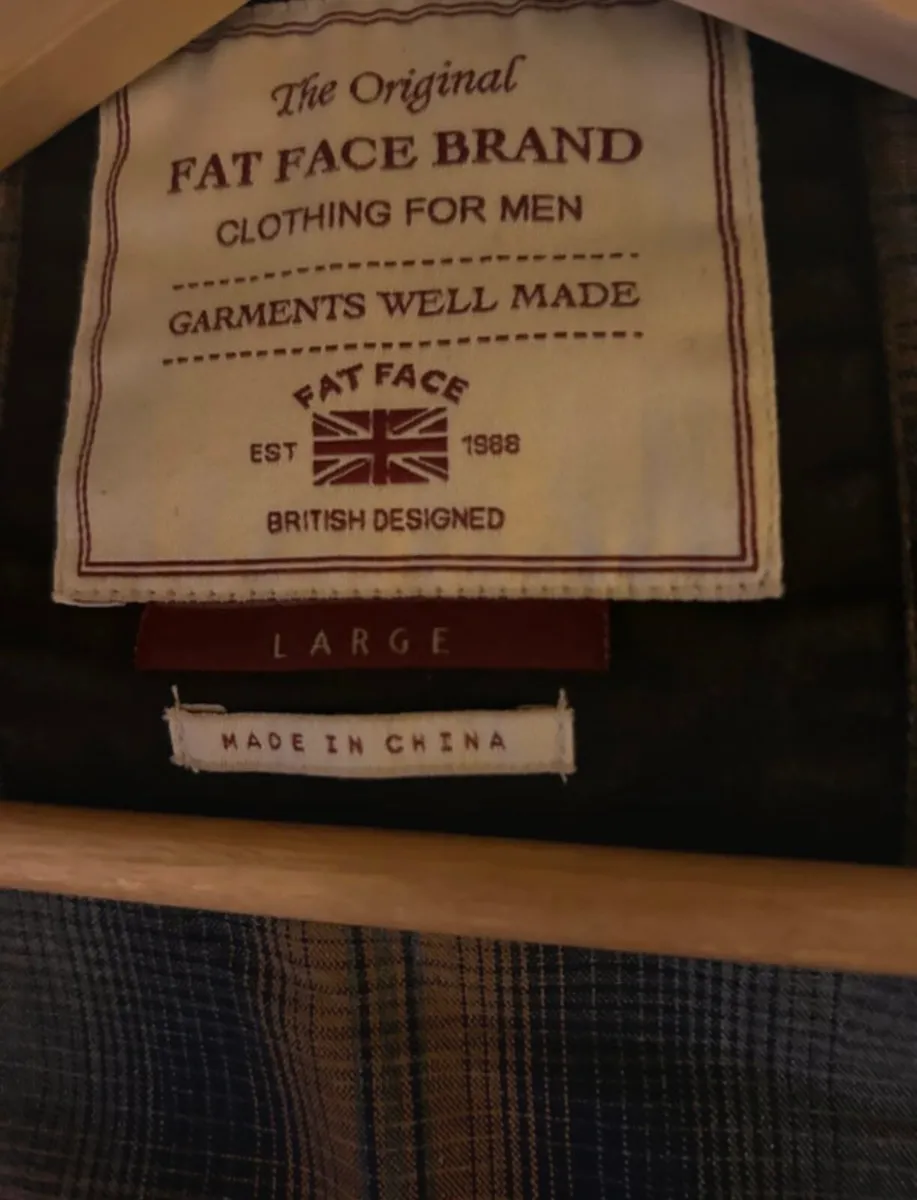 The Original
FAT FACE BRAND
CLOTHING FOR MEN
GARMENTS WELL MADE
FAT FACE
EST 1988
BRITISH DESIGNED
LARGE
MADE IN CHINA